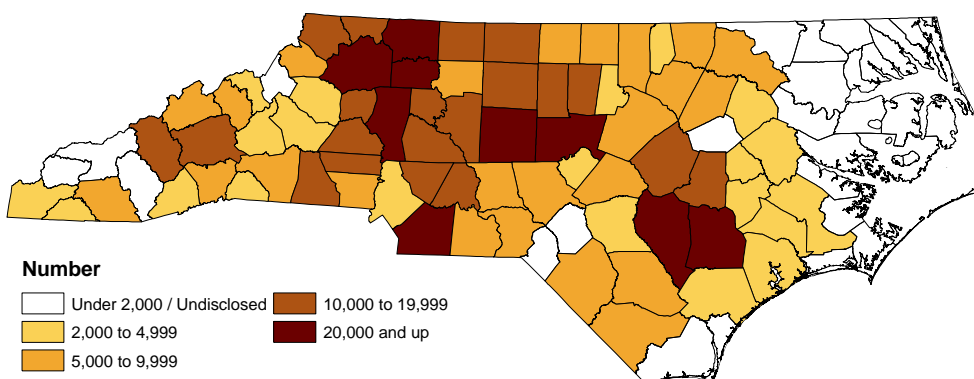 Number
Under 2,000 / Undisclosed
2,000 to 4,999
5,000 to 9,999
10,000 to 19,999
20,000 and up